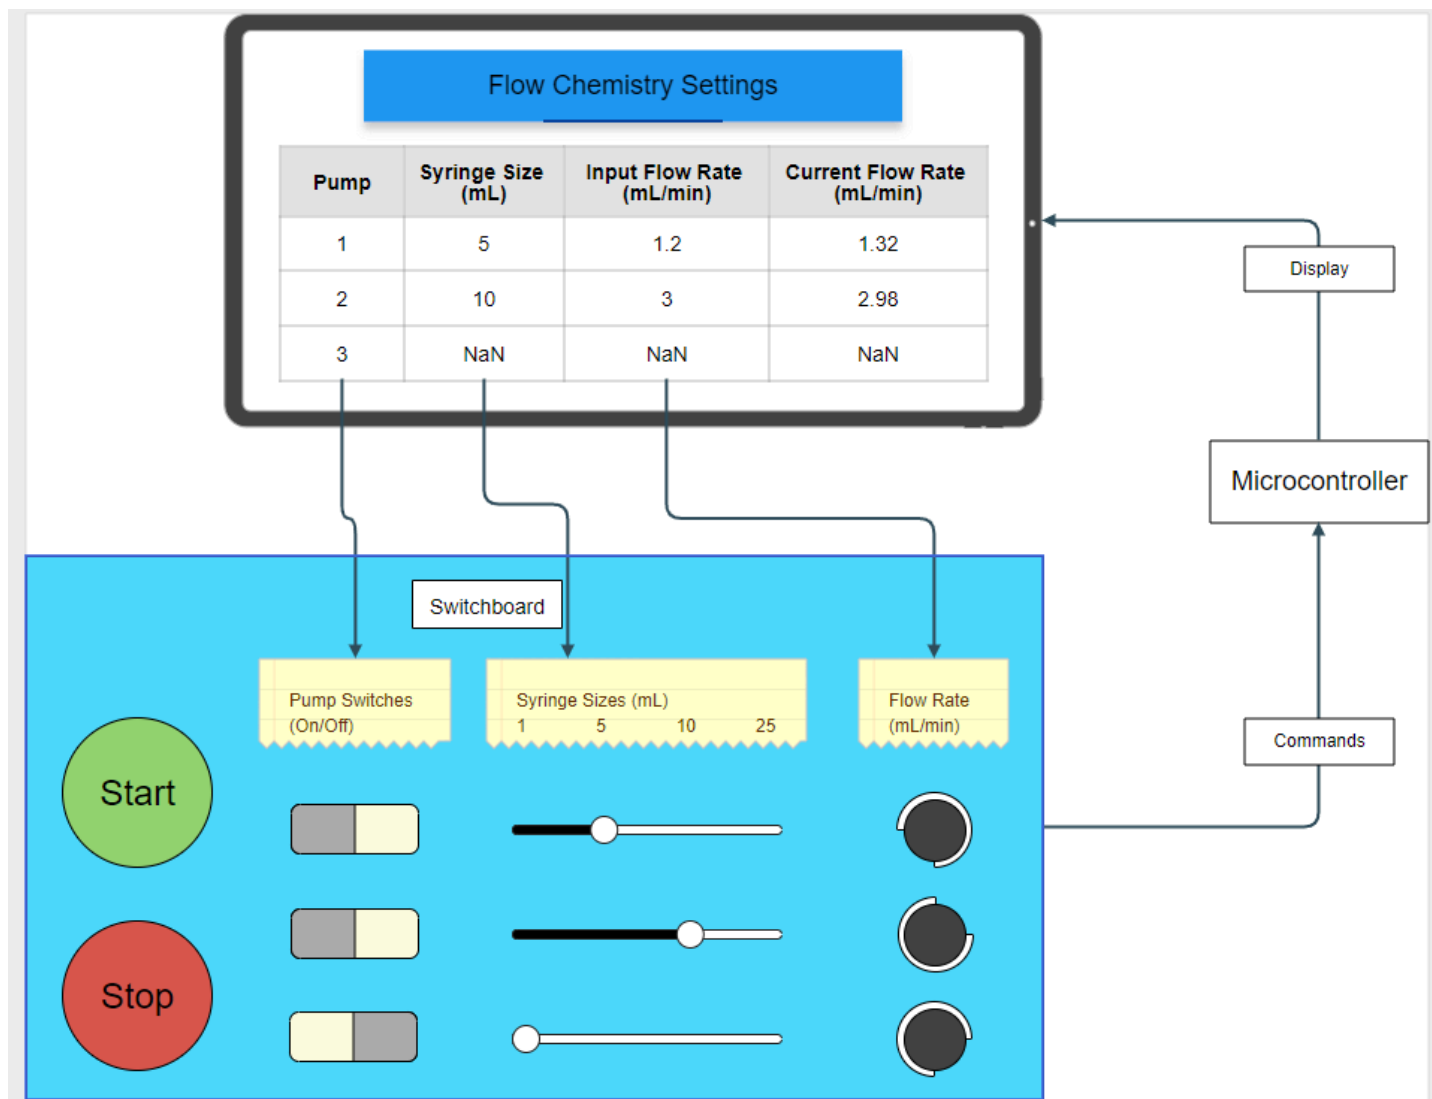 Flow Chemistry Settings
Pump Syringe Size (mL) Input Flow Rate (mL/min) Current Flow Rate (mL/min)
1 5 1.2 1.32
2 10 3 2.98
3 NaN NaN NaN
Display
Microcontroller
Commands
Switchboard
Pump Switches
(On/Off)
Syringe Sizes (mL)
1 5 10 25
Flow Rate
(mL/min)
Start
Stop